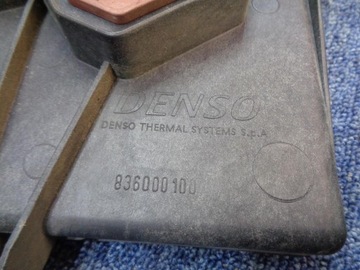 DENSO
DENSO THERMAL SYSTEMS S.p.A
836000100